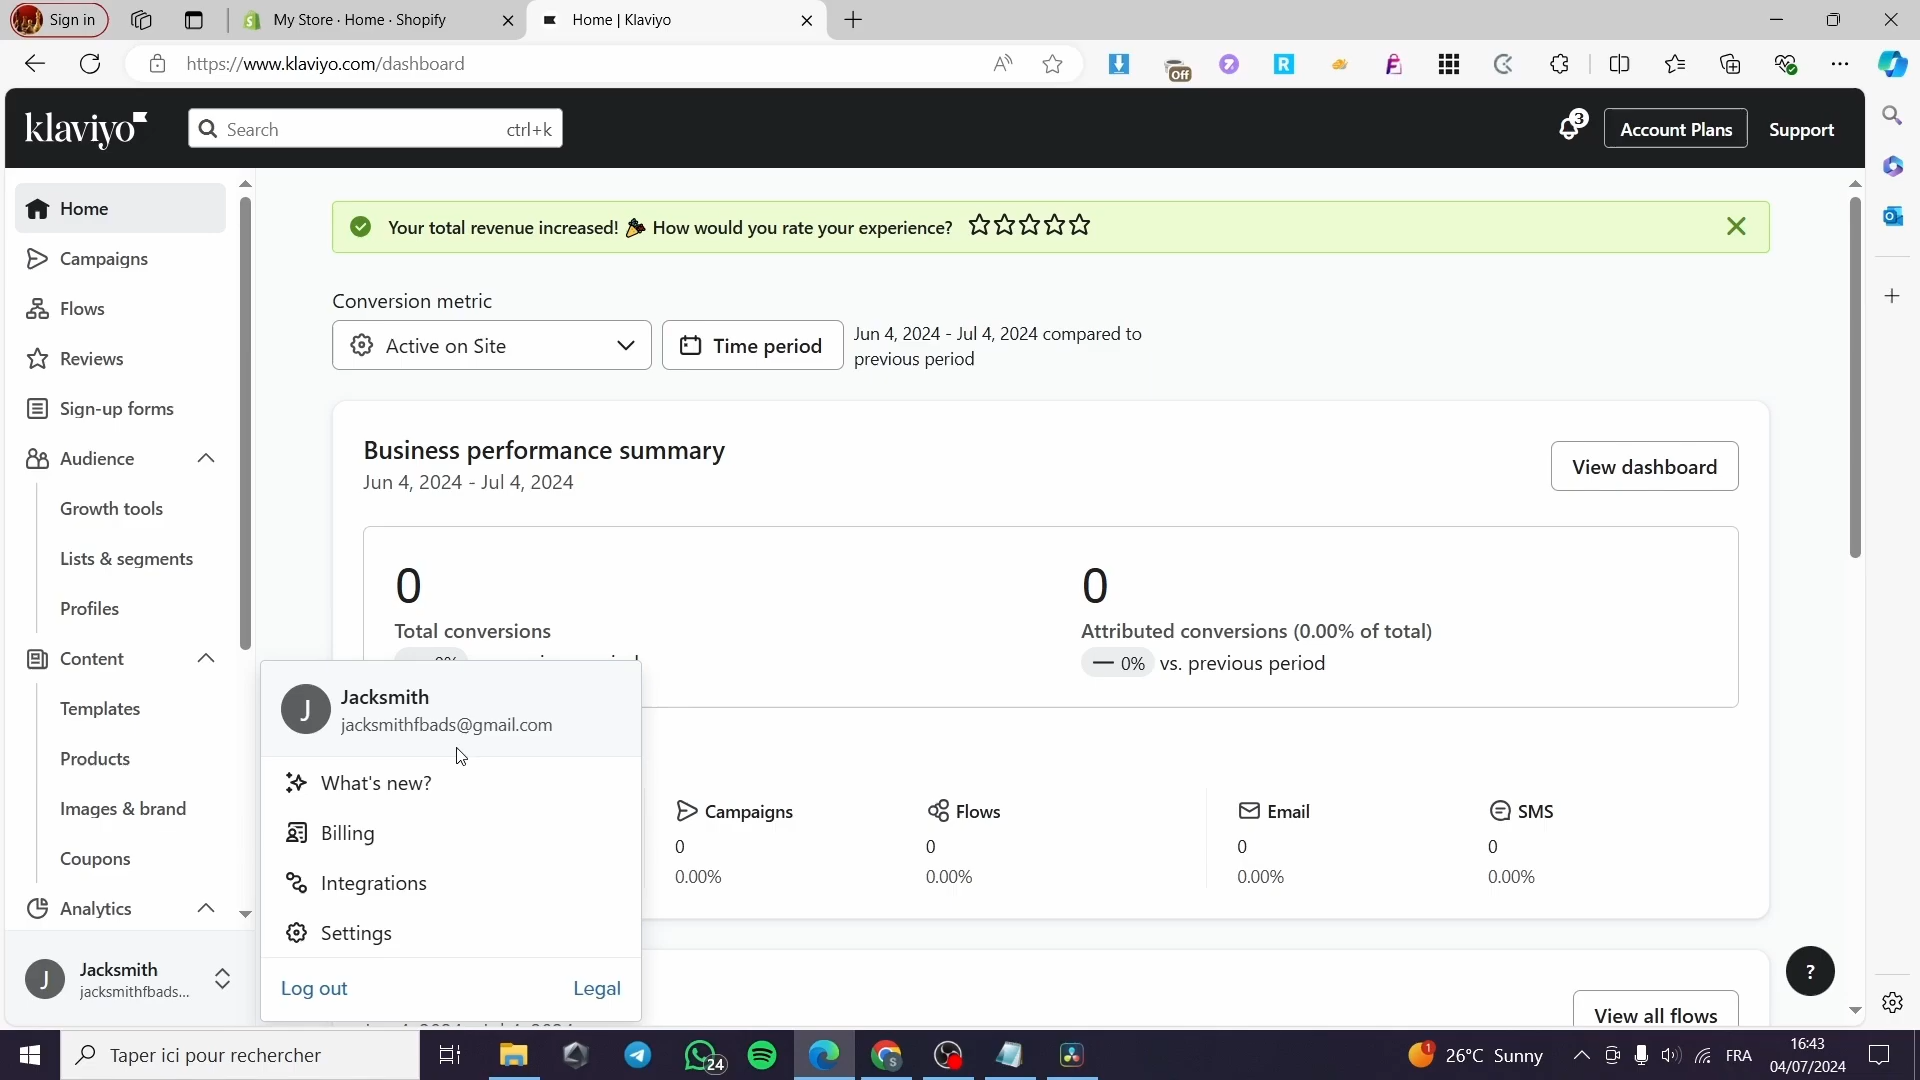 Sign in
My Store · Home · Shopify
Home | Klaviyo
https://www.klaviyo.com/dashboard
Off
klaviyo
Search
ctrl+k
3
Account Plans
Support
Home
Campaigns
Flows
Reviews
Sign-up forms
Audience
Growth tools
Lists & segments
Profiles
Content
Templates
Products
Images & brand
Coupons
Analytics
J
Jacksmith
jacksmithfbads...
Your total revenue increased! 🎉 How would you rate your experience?
Conversion metric
Active on Site
Time period
Jun 4, 2024 - Jul 4, 2024 compared to
previous period
Business performance summary
Jun 4, 2024 - Jul 4, 2024
View dashboard
0
Total conversions
0
Attributed conversions (0.00% of total)
— 0% vs. previous period
J
Jacksmith
jacksmithfbads@gmail.com
What's new?
Billing
Integrations
Settings
Log out
Legal
Campaigns
0
0.00%
Flows
0
0.00%
Email
0
0.00%
SMS
0
0.00%
View all flows
?
Taper ici pour rechercher
24
1
26°C Sunny
FRA
16:43
04/07/2024